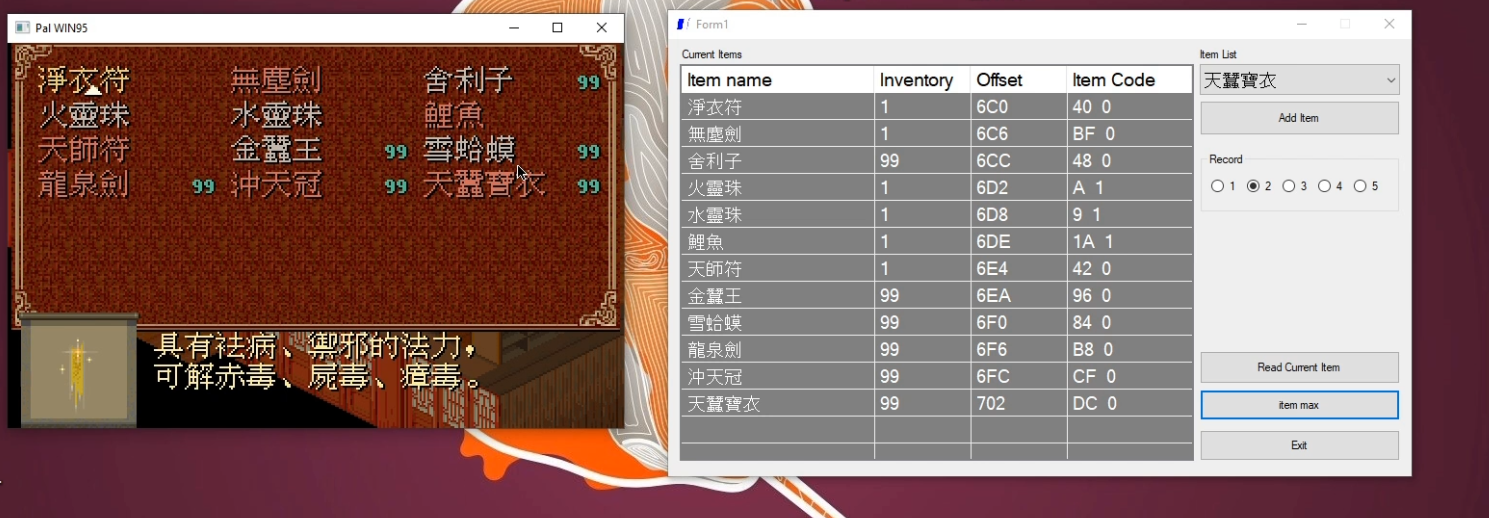 Pal WIN95
淨衣符 無塵劍 舍利子 99
火靈珠 水靈珠 鯉魚
天師符 金蠶王 99 雪蛤蟆 99
龍泉劍 99 沖天冠 99 天蠶寶衣 99
具有祛病、禦邪的法力，
可解赤毒、屍毒、瘴毒。
Form1
Current Items
Item name Inventory Offset Item Code
淨衣符 1 6C0 40 0
無塵劍 1 6C6 BF 0
舍利子 99 6CC 48 0
火靈珠 1 6D2 A 1
水靈珠 1 6D8 9 1
鯉魚 1 6DE 1A 1
天師符 1 6E4 42 0
金蠶王 99 6EA 96 0
雪蛤蟆 99 6F0 84 0
龍泉劍 99 6F6 B8 0
沖天冠 99 6FC CF 0
天蠶寶衣 99 702 DC 0
Item List
天蠶寶衣
Add Item
Record
1 2 3 4 5
Read Current Item
item max
Exit